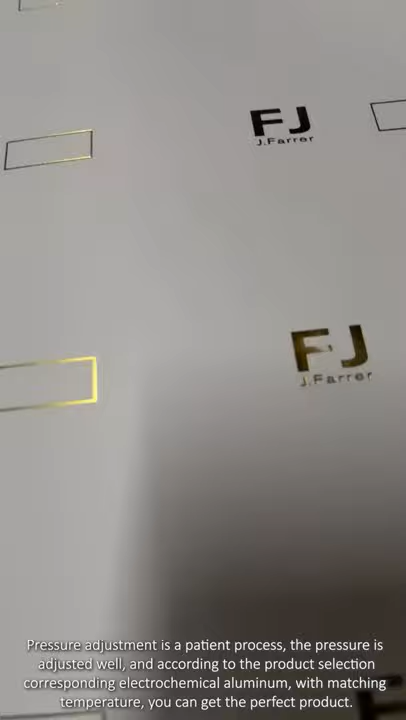 FJ
J.Farrer
FJ
J.Farrer
Pressure adjustment is a patient process, the pressure is
adjusted well, and according to the product selection
corresponding electrochemical aluminum, with matching
temperature, you can get the perfect product.